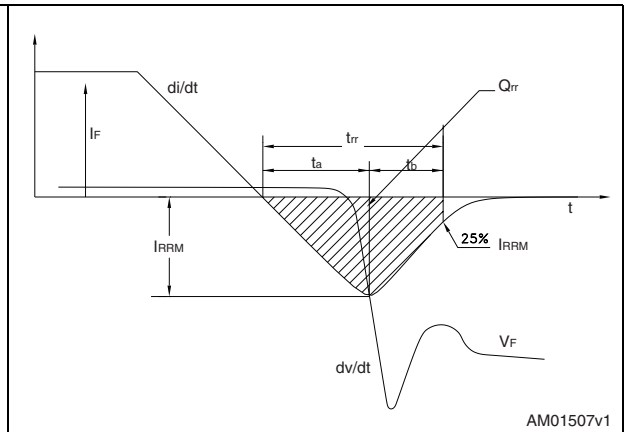 di/dt
Qrr
IF
trr
ta
tb
t
IRRM
25% IRRM
dv/dt
VF
AM01507v1